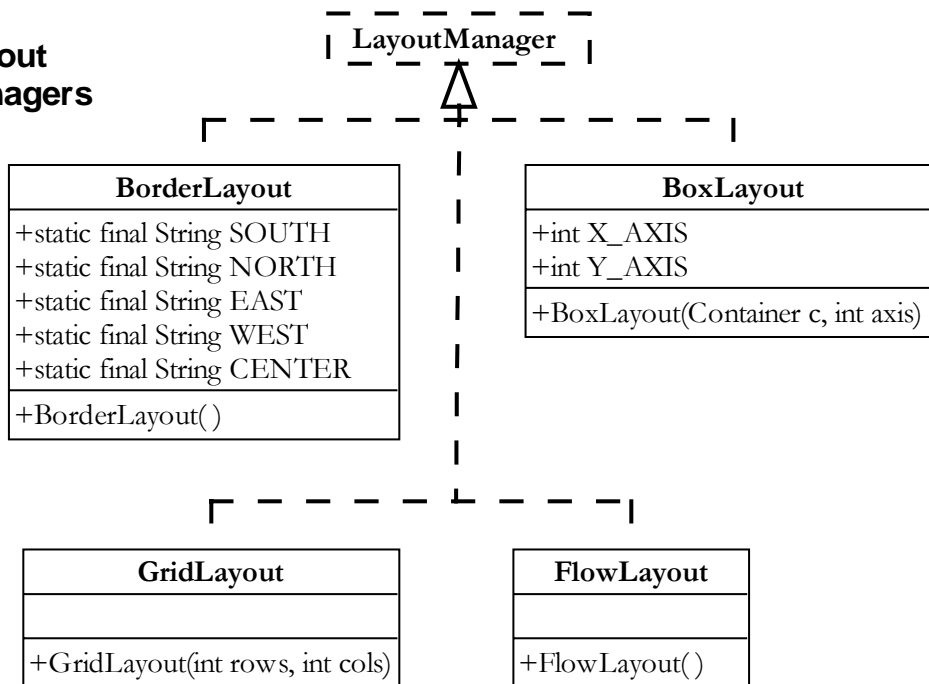 LayoutManager
out
nagers
BorderLayout
+static final String SOUTH
+static final String NORTH
+static final String EAST
+static final String WEST
+static final String CENTER
+BorderLayout()
BoxLayout
+int X_AXIS
+int Y_AXIS
+BoxLayout(Container c, int axis)
GridLayout
+GridLayout(int rows, int cols)
FlowLayout
+FlowLayout()